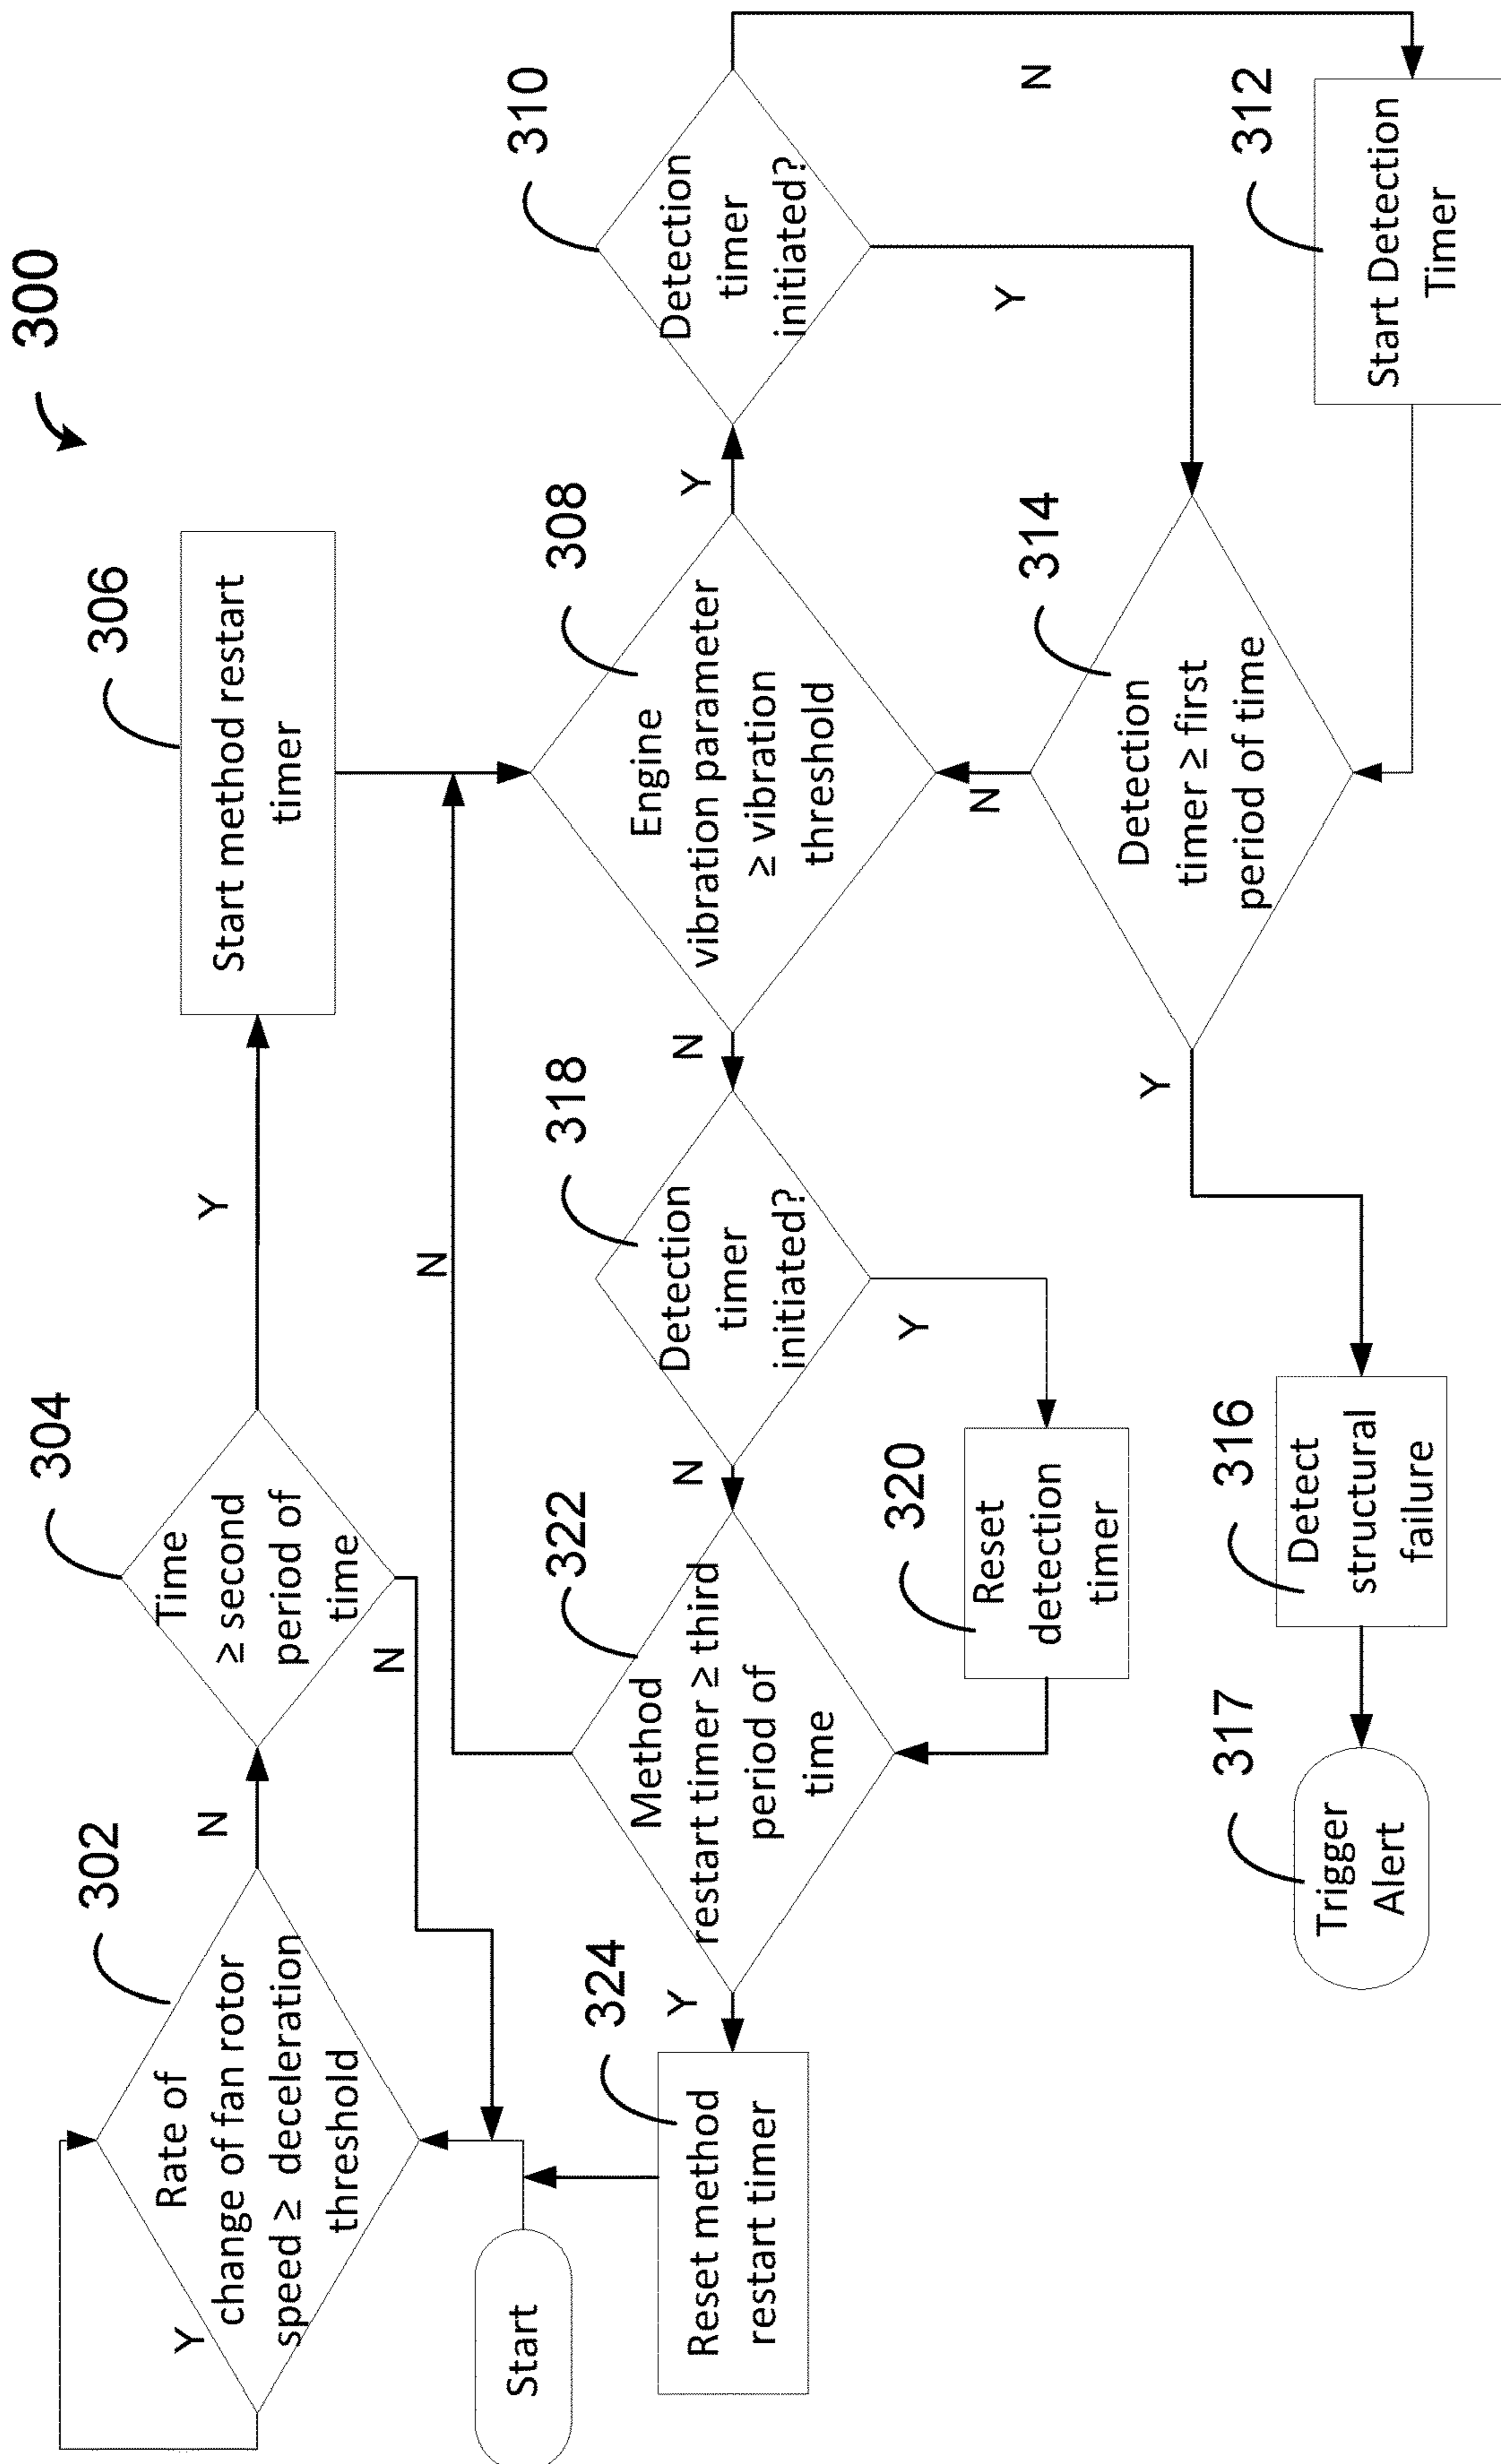 300
302
Rate of
change of fan rotor
speed ≥ deceleration
threshold
Y
N
304
Time
≥ second
period of
time
Y
N
306
Start method restart
timer
Start
N
308
Engine
vibration parameter
≥ vibration
threshold
Y
N
310
Detection
timer
initiated?
N
Y
312
Start Detection
Timer
314
Detection
timer ≥ first
period of time
N
Y
316
Detect
structural
failure
317
Trigger
Alert
318
Detection
timer
initiated?
Y
N
320
Reset
detection
timer
322
Method
restart timer ≥ third
period of
time
Y
324
Reset method
restart timer